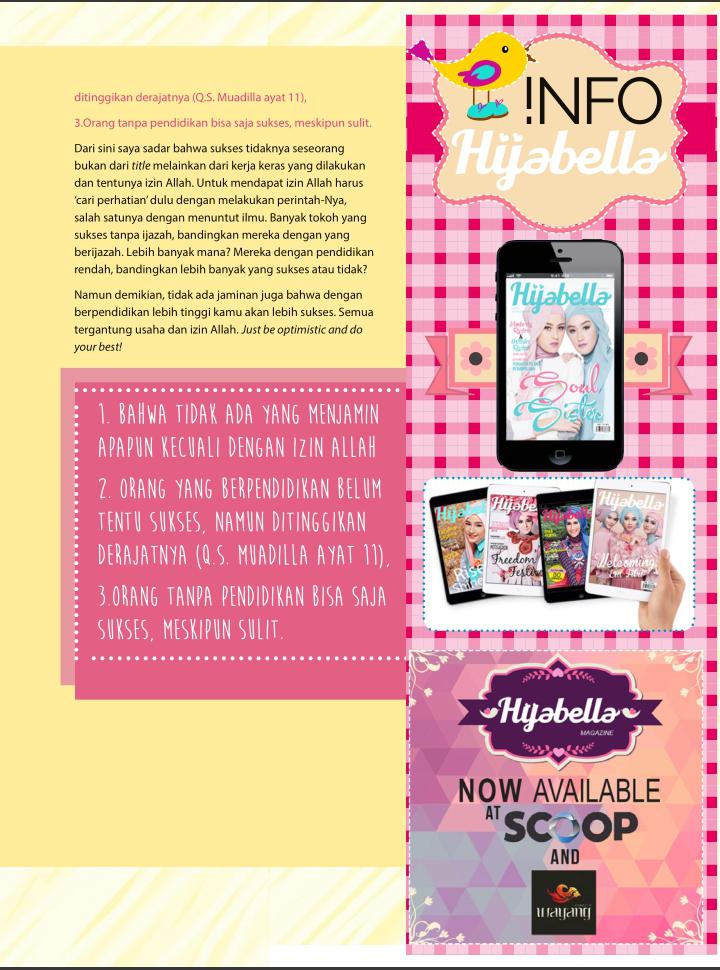 ditinggikan derajatnya (Q.S. Muadilla ayat 11),
3.Orang tanpa pendidikan bisa saja sukses, meskipun sulit.
Dari sini saya sadar bahwa sukses tidaknya seseorang
bukan dari title melainkan dari kerja keras yang dilakukan
dan tentunya izin Allah. Untuk mendapat izin Allah harus
'cari perhatian' dulu dengan melakukan perintah-Nya,
salah satunya dengan menuntut ilmu. Banyak tokoh yang
sukses tanpa ijazah, bandingkan mereka dengan yang
berijazah. Lebih banyak mana? Mereka dengan pendidikan
rendah, bandingkan lebih banyak yang sukses atau tidak?
Namun demikian, tidak ada jaminan juga bahwa dengan
berpendidikan lebih tinggi kamu akan lebih sukses. Semua
tergantung usaha dan izin Allah. Just be optimistic and do
your best!
1. BAHWA TIDAK ADA YANG MENJAMIN
APAPUN KECUALI DENGAN IZIN ALLAH
2. ORANG YANG BERPENDIDIKAN BELUM
TENTU SUKSES, NAMUN DITINGGIKAN
DERAJATNYA (Q.S. MUADILLA AYAT 11),
3.ORANG TANPA PENDIDIKAN BISA SAJA
SUKSES, MESKIPUN SULIT.
!NFO
Hijabella
9:41 AM
Hijabella
Soul
Sister
Hijabella
Freedom
Festive
Hijabella
Welcoming
Hijabella
MAGAZINE
NOW AVAILABLE
AT SCOOP
AND
wayang